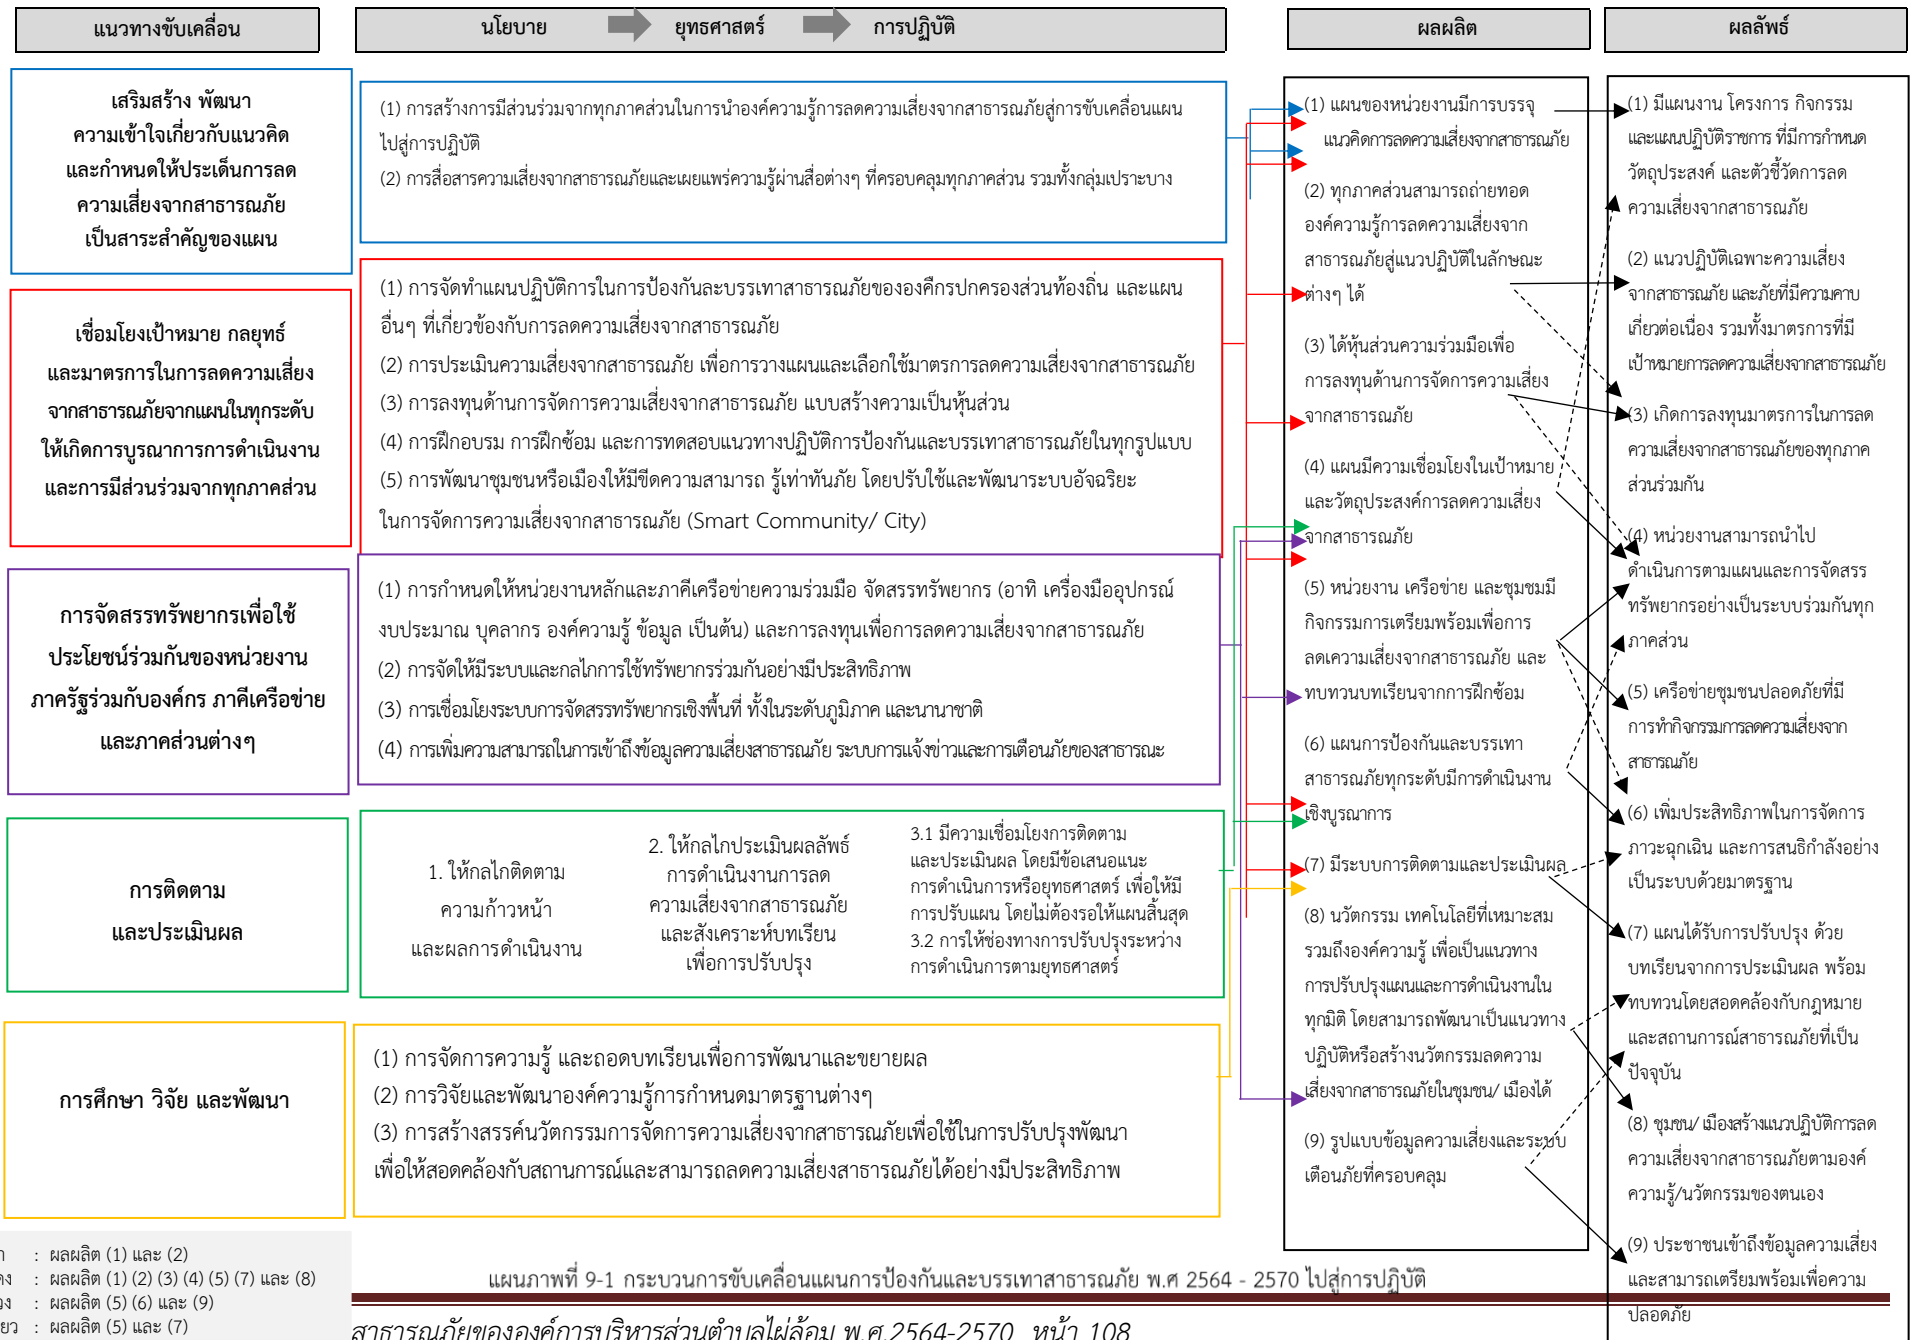 แนวทางขับเคลื่อน
นโยบาย ยุทธศาสตร์ การปฏิบัติ
ผลผลิต
ผลลัพธ์
เสริมสร้าง พัฒนา
ความเข้าใจเกี่ยวกับแนวคิด
และกำหนดให้ประเด็นการลด
ความเสี่ยงจากสาธารณภัย
เป็นสาระสำคัญของแผน
(1) การสร้างการมีส่วนร่วมจากทุกภาคส่วนในการนำองค์ความรู้การลดความเสี่ยงจากสาธารณภัยสู่การขับเคลื่อนแผน
ไปสู่การปฏิบัติ
(2) การสื่อสารความเสี่ยงจากสาธารณภัยและเผยแพร่ความรู้ผ่านสื่อต่างๆ ที่ครอบคลุมทุกภาคส่วน รวมทั้งกลุ่มเปราะบาง
เชื่อมโยงเป้าหมาย กลยุทธ์
และมาตรการในการลดความเสี่ยง
จากสาธารณภัยจากแผนในทุกระดับ
ให้เกิดการบูรณาการการดำเนินงาน
และการมีส่วนร่วมจากทุกภาคส่วน
(1) การจัดทำแผนปฏิบัติการในการป้องกันละบรรเทาสาธารณภัยขององค์กรปกครองส่วนท้องถิ่น และแผน
อื่นๆ ที่เกี่ยวข้องกับการลดความเสี่ยงจากสาธารณภัย
(2) การประเมินความเสี่ยงจากสาธารณภัย เพื่อการวางแผนและเลือกใช้มาตรการลดความเสี่ยงจากสาธารณภัย
(3) การลงทุนด้านการจัดการความเสี่ยงจากสาธารณภัย แบบสร้างความเป็นหุ้นส่วน
(4) การฝึกอบรม การฝึกซ้อม และการทดสอบแนวทางปฏิบัติการป้องกันและบรรเทาสาธารณภัยในทุกรูปแบบ
(5) การพัฒนาชุมชนหรือเมืองให้มีขีดความสามารถ รู้เท่าทันภัย โดยปรับใช้และพัฒนาระบบอัจฉริยะ
ในการจัดการความเสี่ยงจากสาธารณภัย (Smart Community/ City)
การจัดสรรทรัพยากรเพื่อใช้
ประโยชน์ร่วมกันของหน่วยงาน
ภาครัฐร่วมกับองค์กร ภาคีเครือข่าย
และภาคส่วนต่างๆ
(1) การกำหนดให้หน่วยงานหลักและภาคีเครือข่ายความร่วมมือ จัดสรรทรัพยากร (อาทิ เครื่องมืออุปกรณ์
งบประมาณ บุคลากร องค์ความรู้ ข้อมูล เป็นต้น) และการลงทุนเพื่อการลดความเสี่ยงจากสาธารณภัย
(2) การจัดให้มีระบบและกลไกการใช้ทรัพยากรร่วมกันอย่างมีประสิทธิภาพ
(3) การเชื่อมโยงระบบการจัดสรรทรัพยากรเชิงพื้นที่ ทั้งในระดับภูมิภาค และนานาชาติ
(4) การเพิ่มความสามารถในการเข้าถึงข้อมูลความเสี่ยงสาธารณภัย ระบบการแจ้งข่าวและการเตือนภัยของสาธารณะ
การติดตาม
และประเมินผล
1. ให้กลไกติดตาม
ความก้าวหน้า
และผลการดำเนินงาน
2. ให้กลไกประเมินผลลัพธ์
การดำเนินงานการลด
ความเสี่ยงจากสาธารณภัย
และสังเคราะห์บทเรียน
เพื่อการปรับปรุง
3.1 มีความเชื่อมโยงการติดตาม
และประเมินผล โดยมีข้อเสนอแนะ
การดำเนินการหรือยุทธศาสตร์ เพื่อให้มี
การปรับแผน โดยไม่ต้องรอให้แผนสิ้นสุด
3.2 การให้ช่องทางการปรับปรุงระหว่าง
การดำเนินการตามยุทธศาสตร์
การศึกษา วิจัย และพัฒนา
(1) การจัดการความรู้ และถอดบทเรียนเพื่อการพัฒนาและขยายผล
(2) การวิจัยและพัฒนาองค์ความรู้การกำหนดมาตรฐานต่างๆ
(3) การสร้างสรรค์นวัตกรรมการจัดการความเสี่ยงจากสาธารณภัยเพื่อใช้ในการปรับปรุงพัฒนา
เพื่อให้สอดคล้องกับสถานการณ์และสามารถลดความเสี่ยงสาธารณภัยได้อย่างมีประสิทธิภาพ
(1) แผนของหน่วยงานมีการบรรจุ
แนวคิดการลดความเสี่ยงจากสาธารณภัย
(2) ทุกภาคส่วนสามารถถ่ายทอด
องค์ความรู้การลดความเสี่ยงจาก
สาธารณภัยสู่แนวปฏิบัติในลักษณะ
ต่างๆ ได้
(3) ได้หุ้นส่วนความร่วมมือเพื่อ
การลงทุนด้านการจัดการความเสี่ยง
จากสาธารณภัย
(4) แผนมีความเชื่อมโยงในเป้าหมาย
และวัตถุประสงค์การลดความเสี่ยง
จากสาธารณภัย
(5) หน่วยงาน เครือข่าย และชุมชนมี
กิจกรรมการเตรียมพร้อมเพื่อการ
ลดเความเสี่ยงจากสาธารณภัย และ
ทบทวนบทเรียนจากการฝึกซ้อม
(6) แผนการป้องกันและบรรเทา
สาธารณภัยทุกระดับมีการดำเนินงาน
เชิงบูรณาการ
(7) มีระบบการติดตามและประเมินผล
(8) นวัตกรรม เทคโนโลยีที่เหมาะสม
รวมถึงองค์ความรู้ เพื่อเป็นแนวทาง
การปรับปรุงแผนและการดำเนินงานใน
ทุกมิติ โดยสามารถพัฒนาเป็นแนวทาง
ปฏิบัติหรือสร้างนวัตกรรมลดความ
เสี่ยงจากสาธารณภัยในชุมชน/ เมืองได้
(9) รูปแบบข้อมูลความเสี่ยงและระบบ
เตือนภัยที่ครอบคลุม
(1) มีแผนงาน โครงการ กิจกรรม
และแผนปฏิบัติราชการ ที่มีการกำหนด
วัตถุประสงค์ และตัวชี้วัดการลด
ความเสี่ยงจากสาธารณภัย
(2) แนวปฏิบัติเฉพาะความเสี่ยง
จากสาธารณภัย และภัยที่มีความคาบ
เกี่ยวต่อเนื่อง รวมทั้งมาตรการที่มี
เป้าหมายการลดความเสี่ยงจากสาธารณภัย
(3) เกิดการลงทุนมาตรการในการลด
ความเสี่ยงจากสาธารณภัยของทุกภาค
ส่วนร่วมกัน
(4) หน่วยงานสามารถนำไป
ดำเนินการตามแผนและการจัดสรร
ทรัพยากรอย่างเป็นระบบร่วมกันทุก
ภาคส่วน
(5) เครือข่ายชุมชนปลอดภัยที่มี
การทำกิจกรรมการลดความเสี่ยงจาก
สาธารณภัย
(6) เพิ่มประสิทธิภาพในการจัดการ
ภาวะฉุกเฉิน และการสนธิกำลังอย่าง
เป็นระบบด้วยมาตรฐาน
(7) แผนได้รับการปรับปรุง ด้วย
บทเรียนจากการประเมินผล พร้อม
ทบทวนโดยสอดคล้องกับกฎหมาย
และสถานการณ์สาธารณภัยที่เป็น
ปัจจุบัน
(8) ชุมชน/ เมืองสร้างแนวปฏิบัติการลด
ความเสี่ยงจากสาธารณภัยตามองค์
ความรู้/นวัตกรรมของตนเอง
(9) ประชาชนเข้าถึงข้อมูลความเสี่ยง
และสามารถเตรียมพร้อมเพื่อความ
ปลอดภัย
: ผลผลิต (1) และ (2)
: ผลผลิต (1) (2) (3) (4) (5) (7) และ (8)
: ผลผลิต (5) (6) และ (9)
: ผลผลิต (5) และ (7)
แผนภาพที่ 9-1 กระบวนการขับเคลื่อนแผนการป้องกันและบรรเทาสาธารณภัย พ.ศ 2564 - 2570 ไปสู่การปฏิบัติ
สาธารณภัยขององค์การบริหารส่วนตำบลไผ่ล้อม พ.ศ.2564-2570 หน้า 108